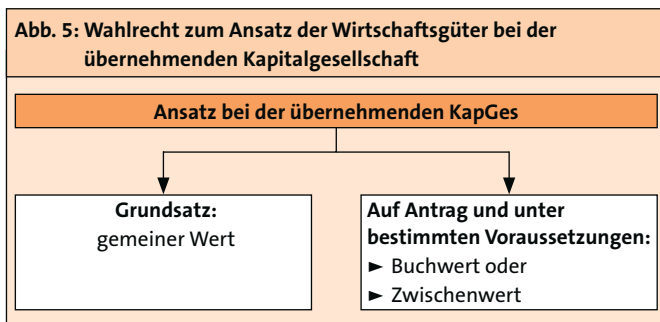 Abb. 5: Wahlrecht zum Ansatz der Wirtschaftsgüter bei der
übernehmenden Kapitalgesellschaft
Ansatz bei der übernehmenden KapGes
Grundsatz:
gemeiner Wert
Auf Antrag und unter
bestimmten Voraussetzungen:
► Buchwert oder
► Zwischenwert